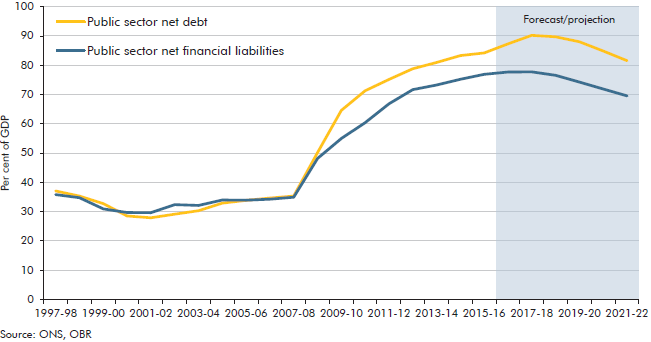 100
90
80
70
60
50
40
30
20
10
0
Per cent of GDP
Public sector net debt
Public sector net financial liabilities
Forecast/projection
1997-98 1999-00 2001-02 2003-04 2005-06 2007-08 2009-10 2011-12 2013-14 2015-16 2017-18 2019-20 2021-22
Source: ONS, OBR